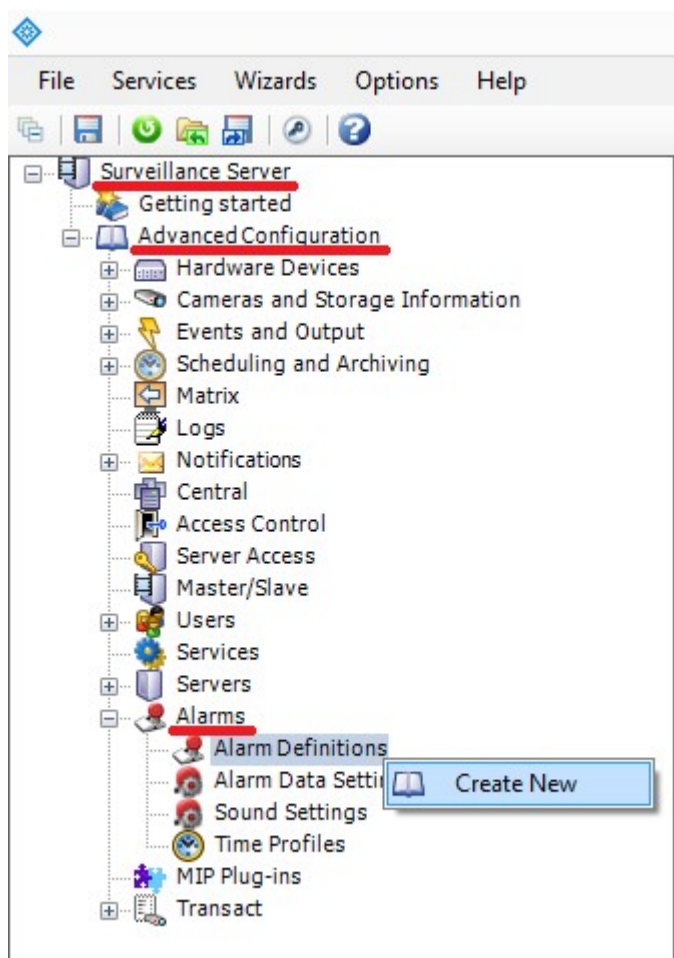 File Services Wizards Options Help
Surveillance Server
Getting started
Advanced Configuration
Hardware Devices
Cameras and Storage Information
Events and Output
Scheduling and Archiving
Matrix
Logs
Notifications
Central
Access Control
Server Access
Master/Slave
Users
Services
Servers
Alarms
Alarm Definitions
Alarm Data Create New
Sound Settings
Time Profiles
MIP Plug-ins
Transact